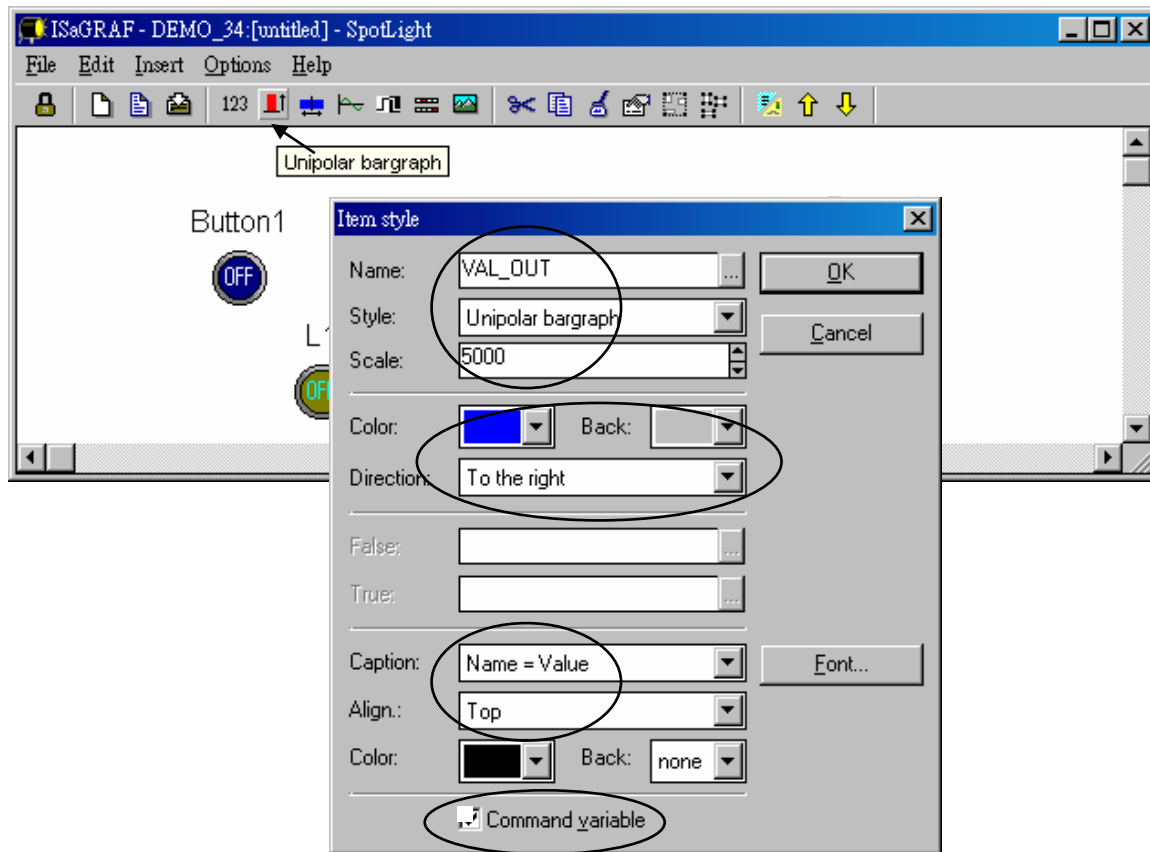 ISaGRAF - DEMO_34:[untitled] - SpotLight
File Edit Insert Options Help
123
Unipolar bargraph
Button1
OFF
Item style
Name: VAL_OUT ...
OK
Style: Unipolar bargraph
Cancel
Scale: 5000
Color: Back:
Direction: To the right
False: ...
True: ...
Caption: Name = Value
Font...
Align.: Top
Color: Back: none
Command variable